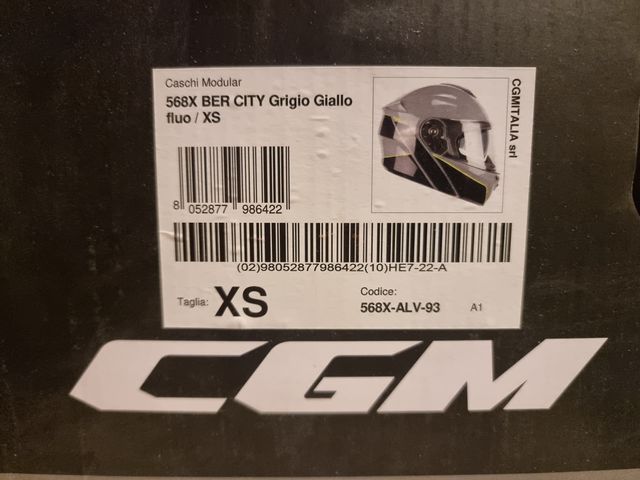 Caschi Modular
568X BER CITY Grigio Giallo
fluo / XS
CGMITALIA srl
8 052877 986422
(02)98052877986422(10)HE7-22-A
Taglia: XS
Codice:
568X-ALV-93 A1
CGM